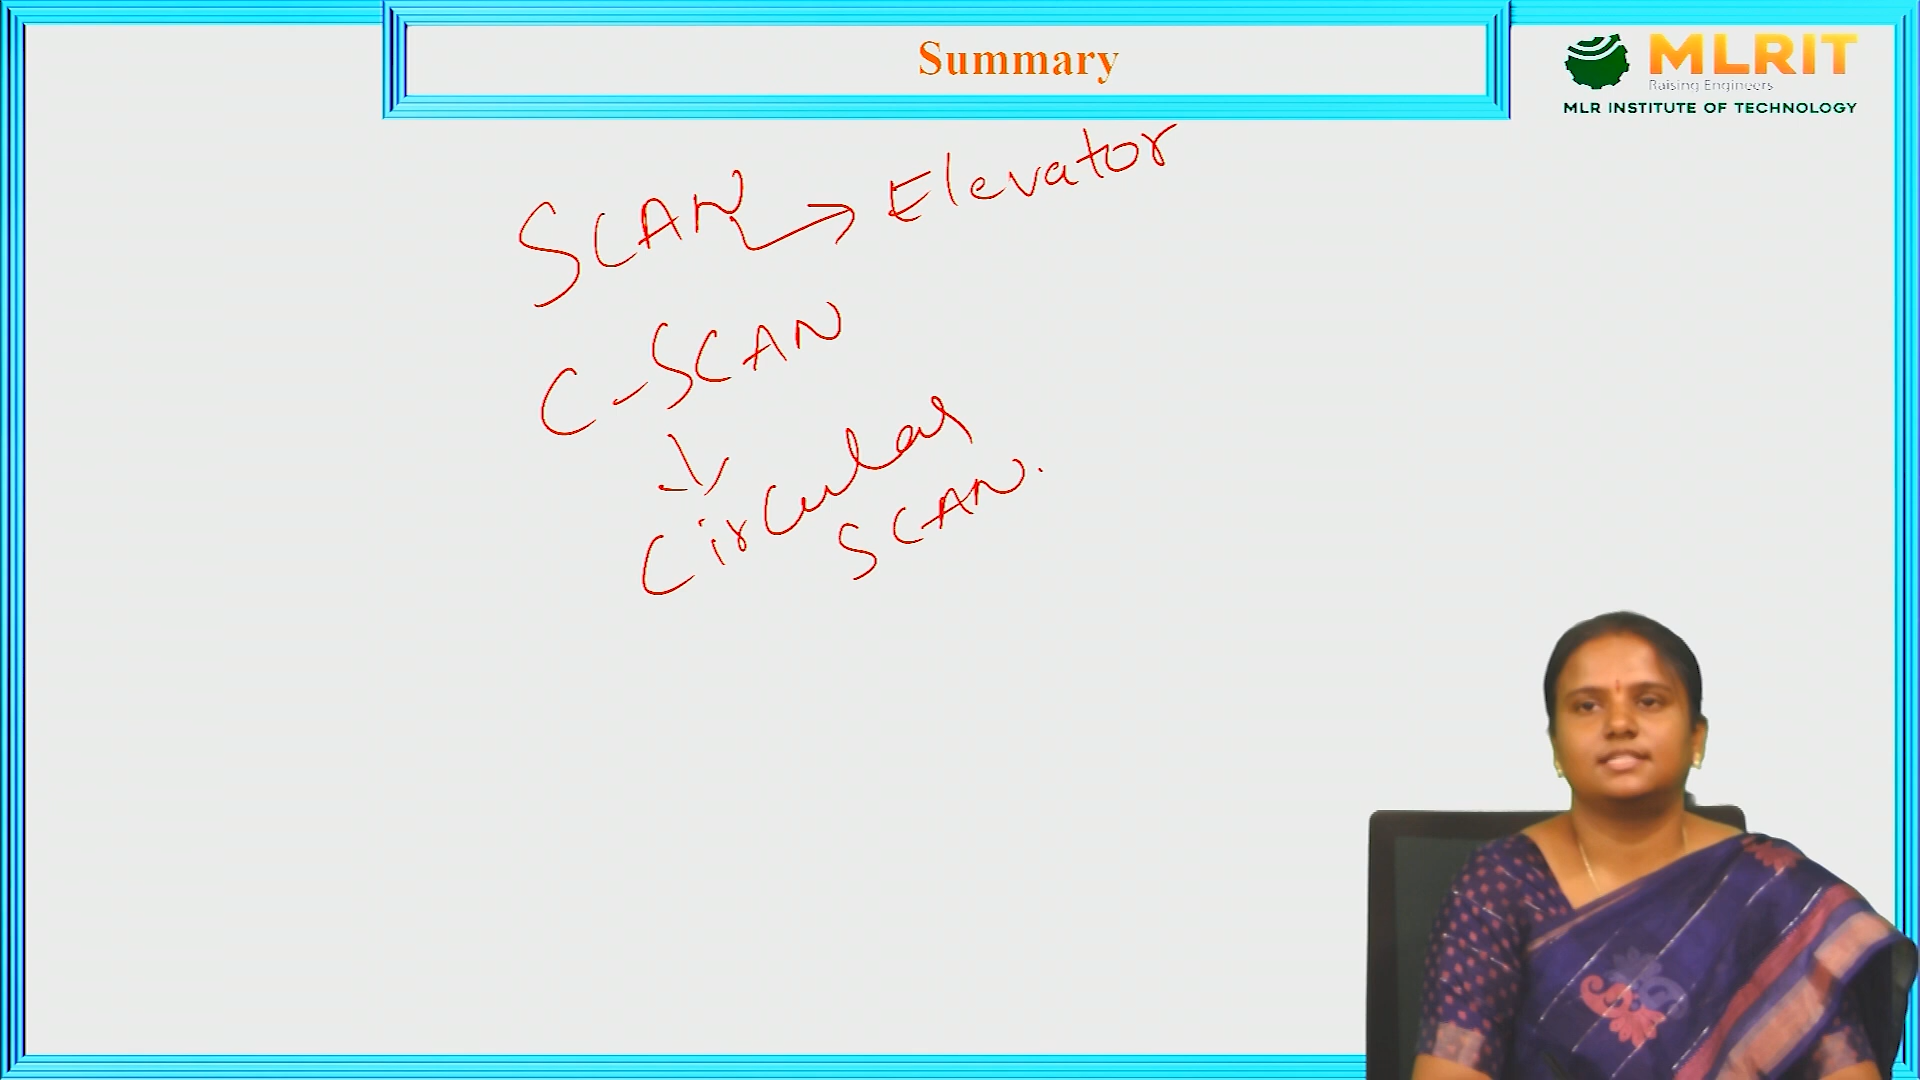 Summary
MLRIT
Raising Engineers
MLR INSTITUTE OF TECHNOLOGY
SCAN → Elevator
C-SCAN
↓
Circular
SCAN.